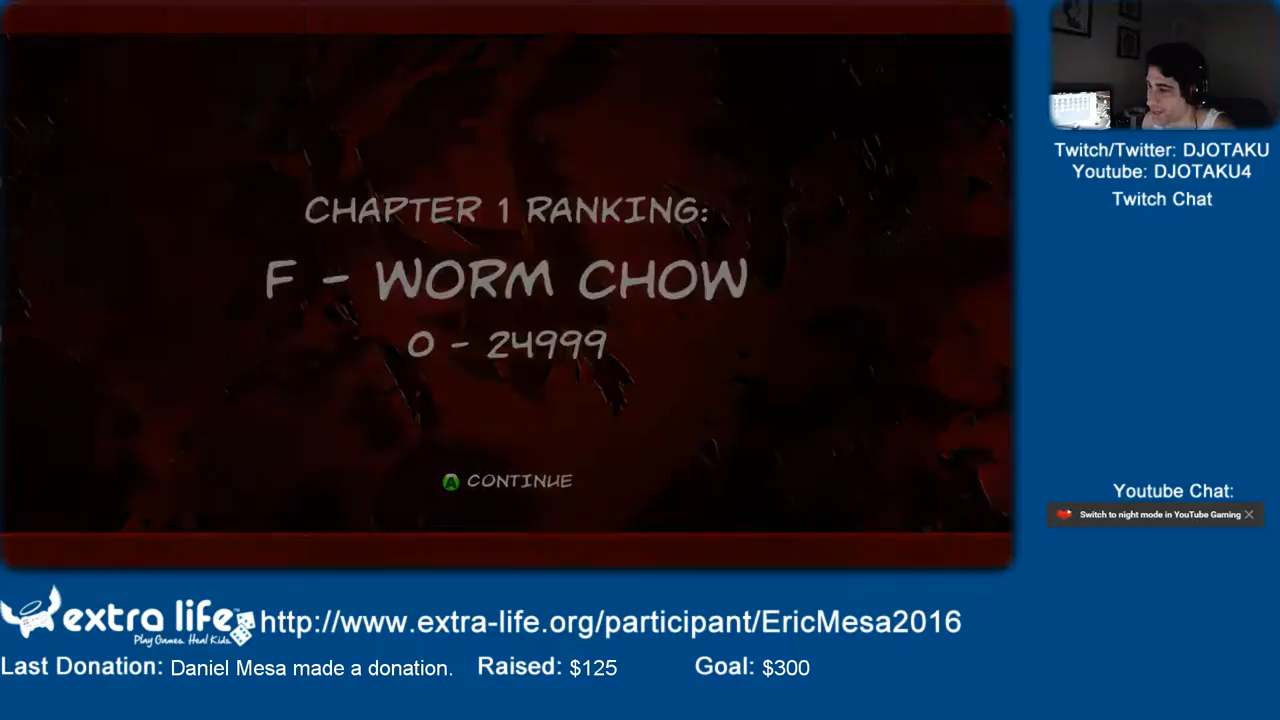 CHAPTER 1 RANKING:
F - WORM CHOW
0 - 24999
A CONTINUE
Twitch/Twitter: DJOTAKU
Youtube: DJOTAKU4
Twitch Chat
Youtube Chat:
Switch to night mode in YouTube Gaming
extra life
Play Games. Heal Kids.
http://www.extra-life.org/participant/EricMesa2016
Last Donation: Daniel Mesa made a donation. Raised: $125 Goal: $300